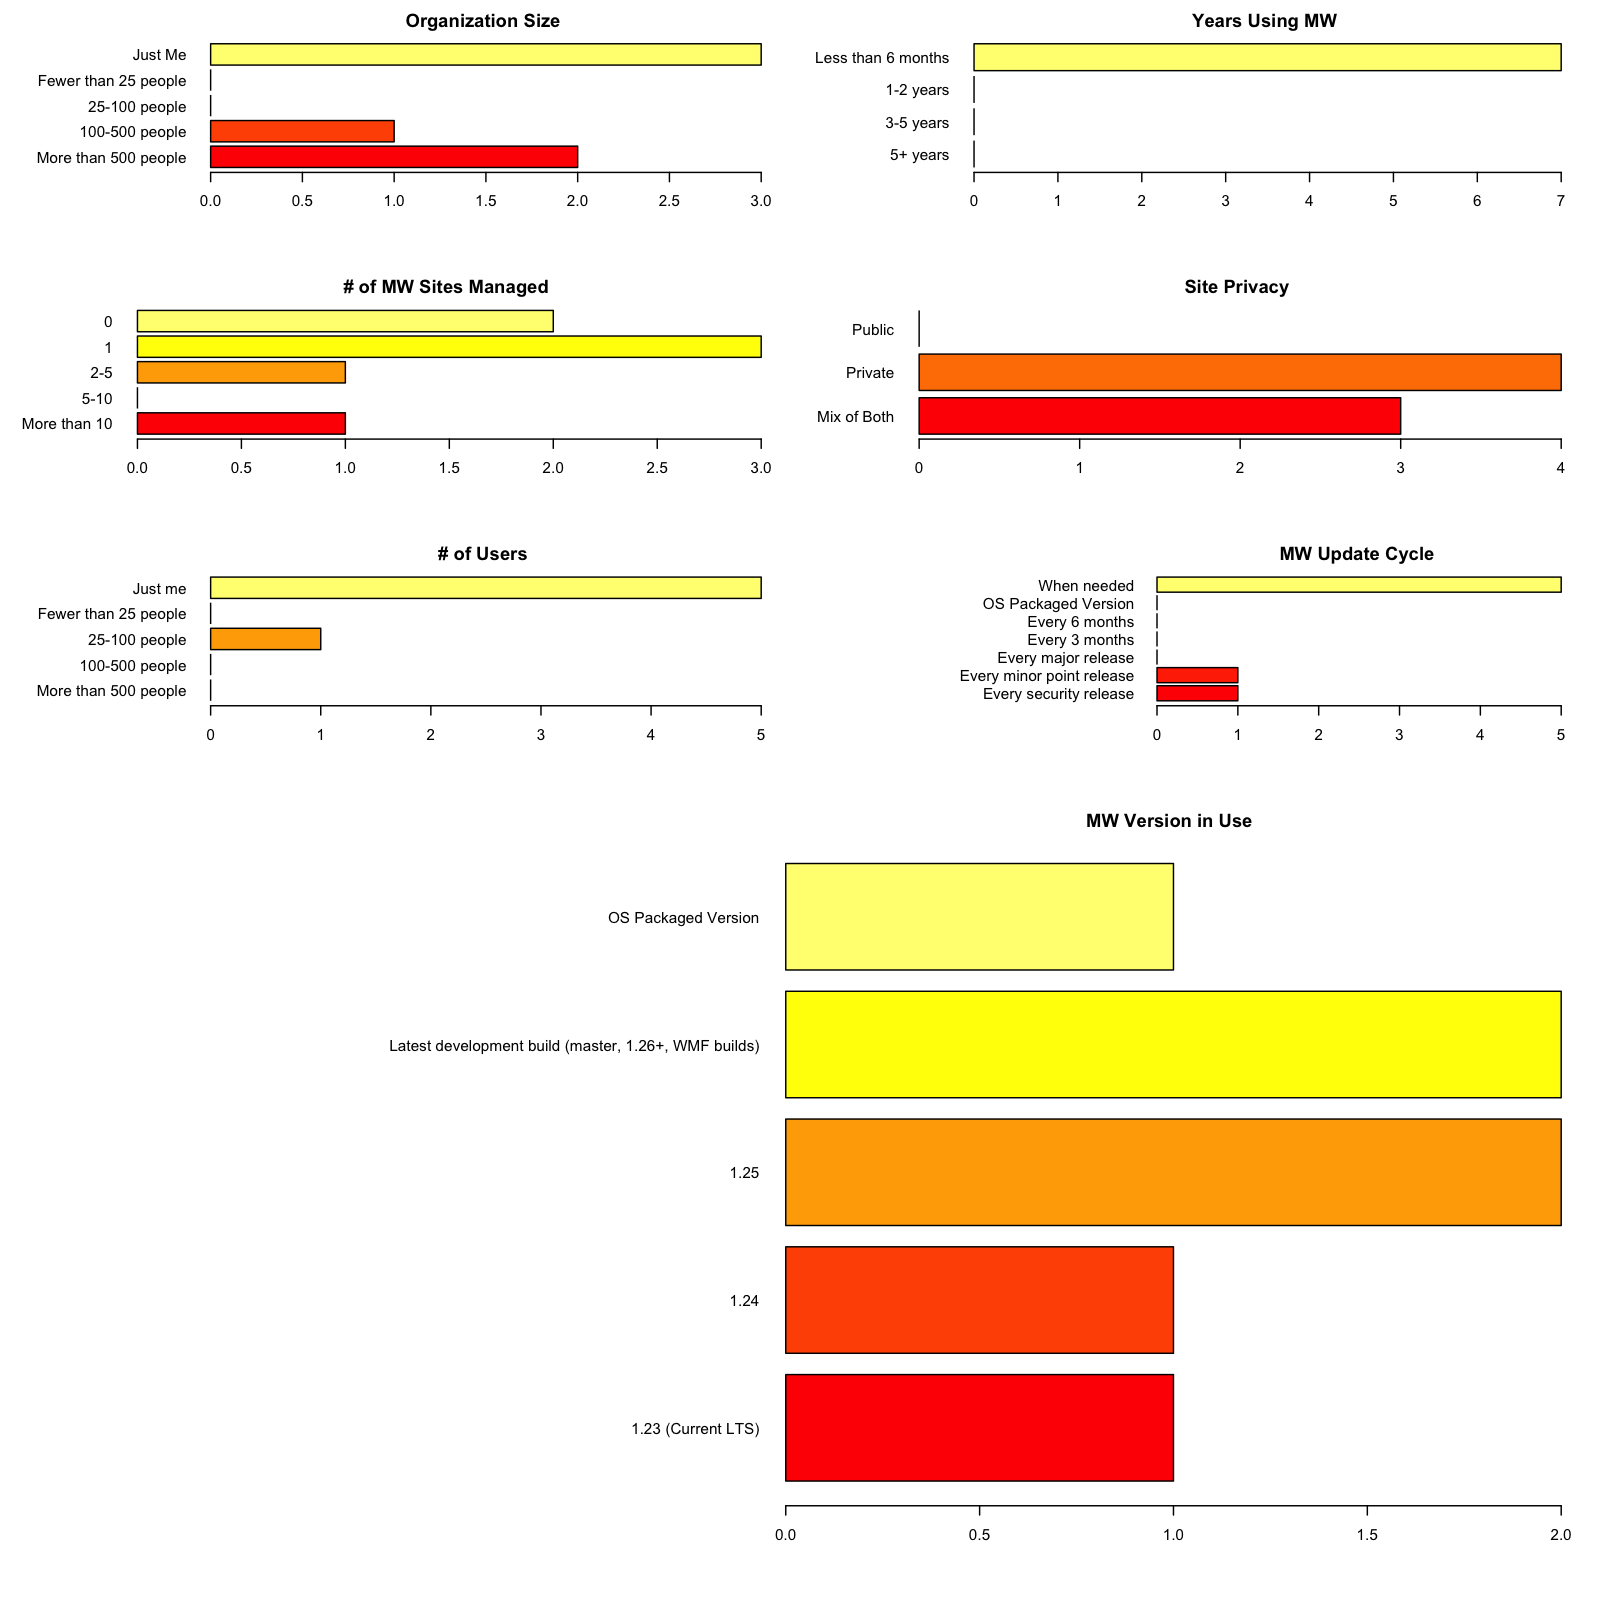 Organization Size
Just Me
Fewer than 25 people
25-100 people
100-500 people
More than 500 people
0.0 0.5 1.0 1.5 2.0 2.5 3.0
Years Using MW
Less than 6 months
1-2 years
3-5 years
5+ years
0 1 2 3 4 5 6 7
# of MW Sites Managed
0
1
2-5
5-10
More than 10
0.0 0.5 1.0 1.5 2.0 2.5 3.0
Site Privacy
Public
Private
Mix of Both
0 1 2 3 4
# of Users
Just me
Fewer than 25 people
25-100 people
100-500 people
More than 500 people
0 1 2 3 4 5
MW Update Cycle
When needed
OS Packaged Version
Every 6 months
Every 3 months
Every major release
Every minor point release
Every security release
0 1 2 3 4 5
MW Version in Use
OS Packaged Version
Latest development build (master, 1.26+, WMF builds)
1.25
1.24
1.23 (Current LTS)
0.0 0.5 1.0 1.5 2.0